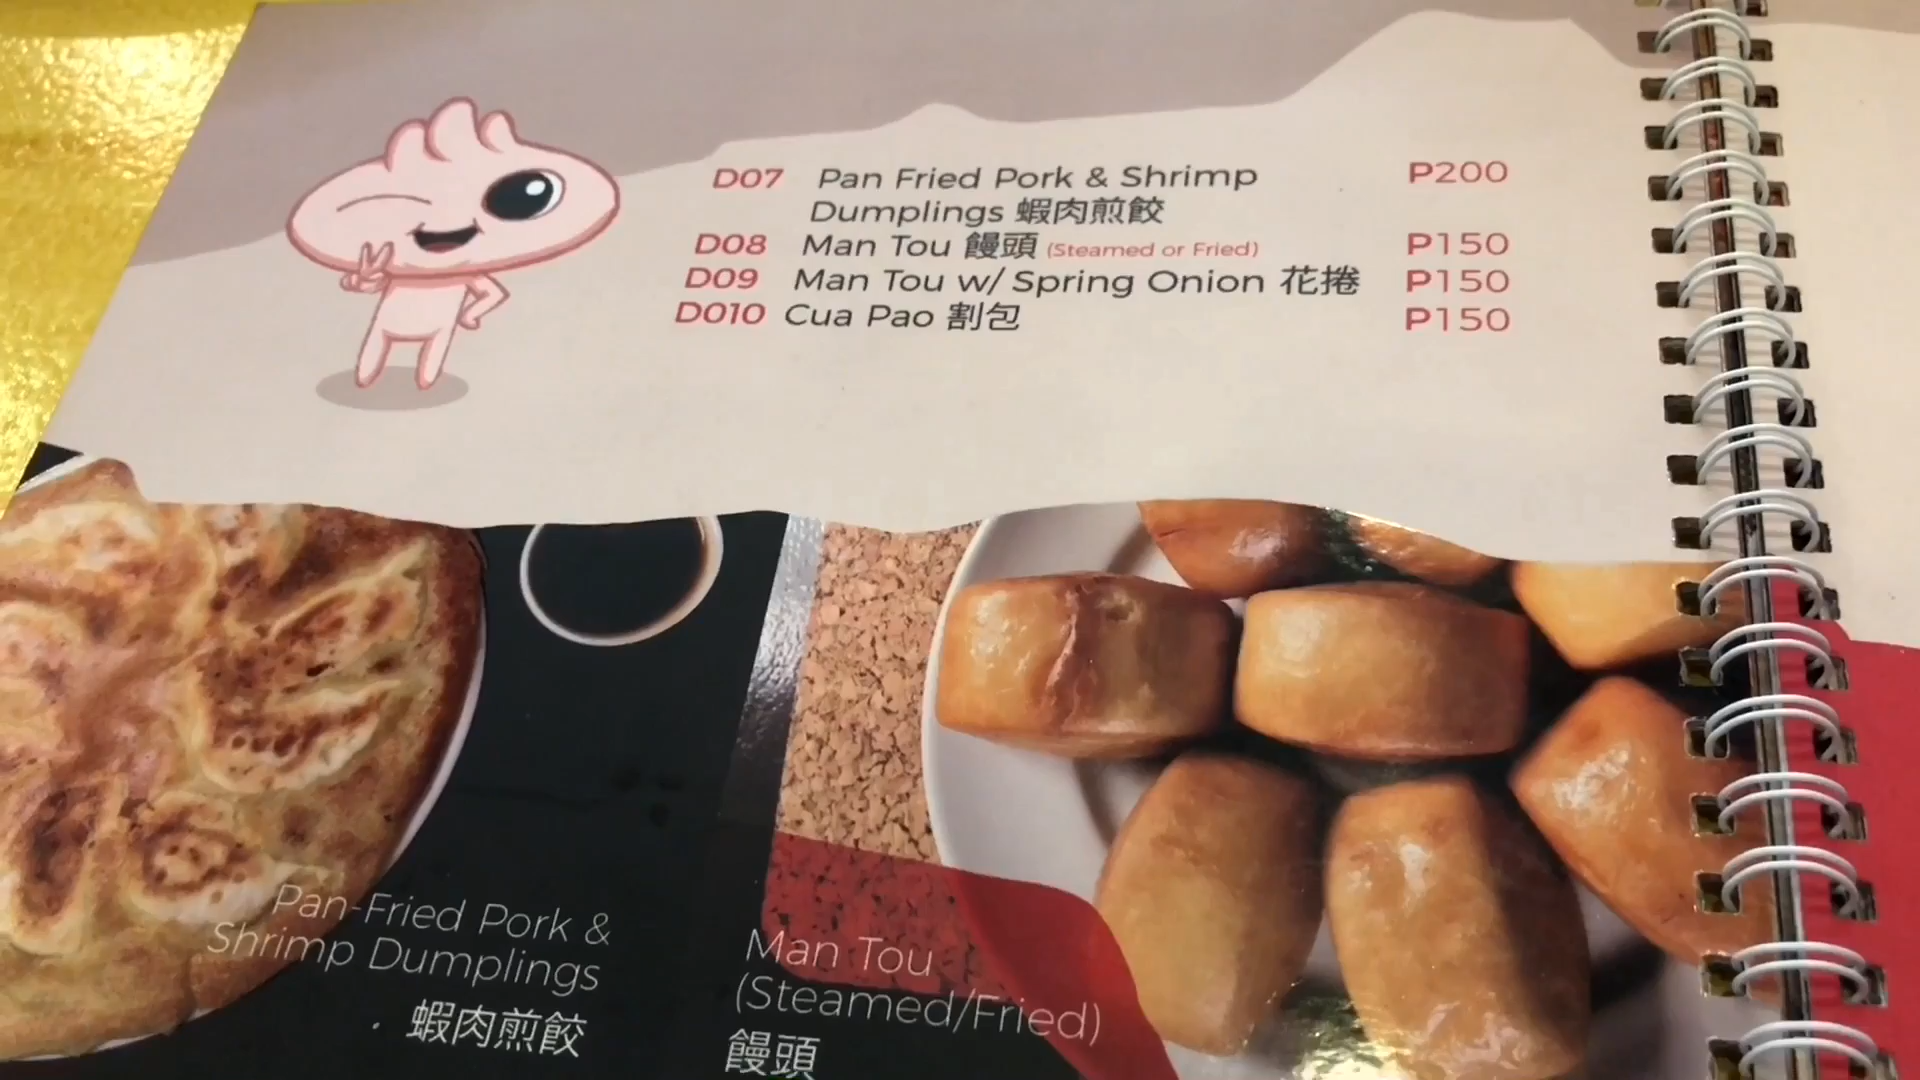 D07 Pan Fried Pork & Shrimp P200
Dumplings 蝦肉煎餃
D08 Man Tou 饅頭 (Steamed or Fried) P150
D09 Man Tou w/ Spring Onion 花捲 P150
D010 Cua Pao 割包 P150
Pan-Fried Pork &
Shrimp Dumplings
蝦肉煎餃
Man Tou
(Steamed/Fried)
饅頭